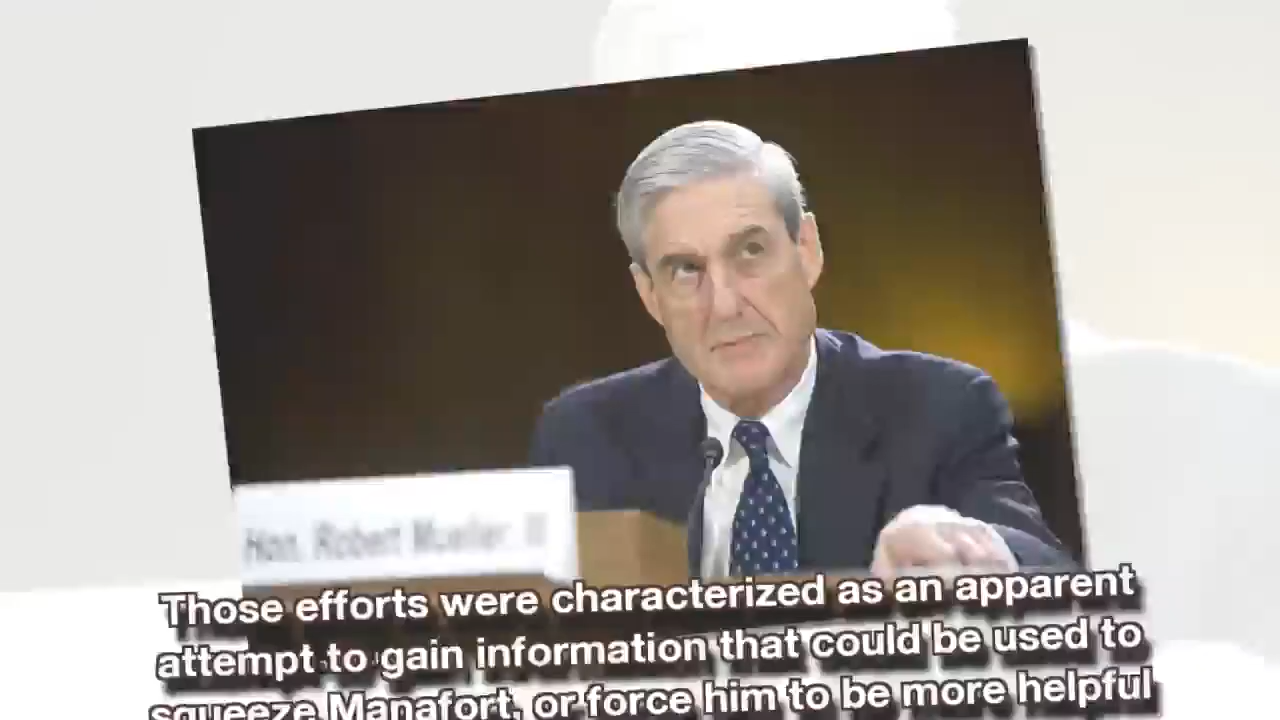 Hon. Robert Mueller, II
Those efforts were characterized as an apparent
attempt to gain information that could be used to
squeeze Manafort, or force him to be more helpful